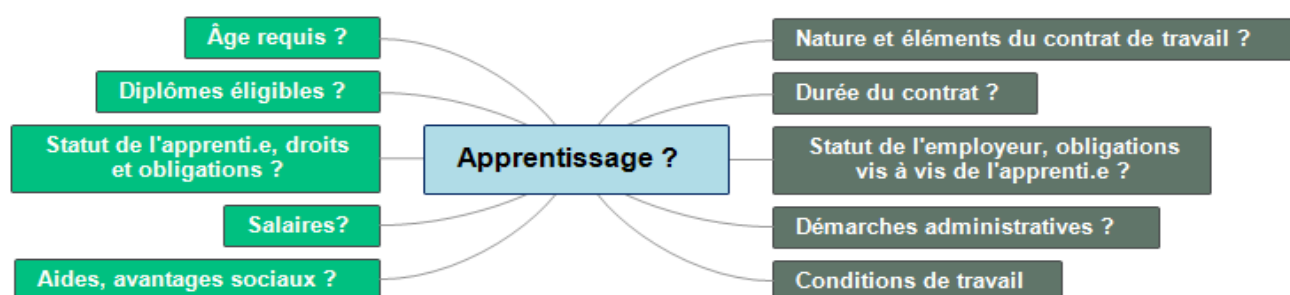 Âge requis ?
Diplômes éligibles ?
Statut de l'apprenti.e, droits
et obligations ?
Salaires?
Aides, avantages sociaux ?
Apprentissage ?
Nature et éléments du contrat de travail ?
Durée du contrat ?
Statut de l'employeur, obligations
vis à vis de l'apprenti.e ?
Démarches administratives ?
Conditions de travail